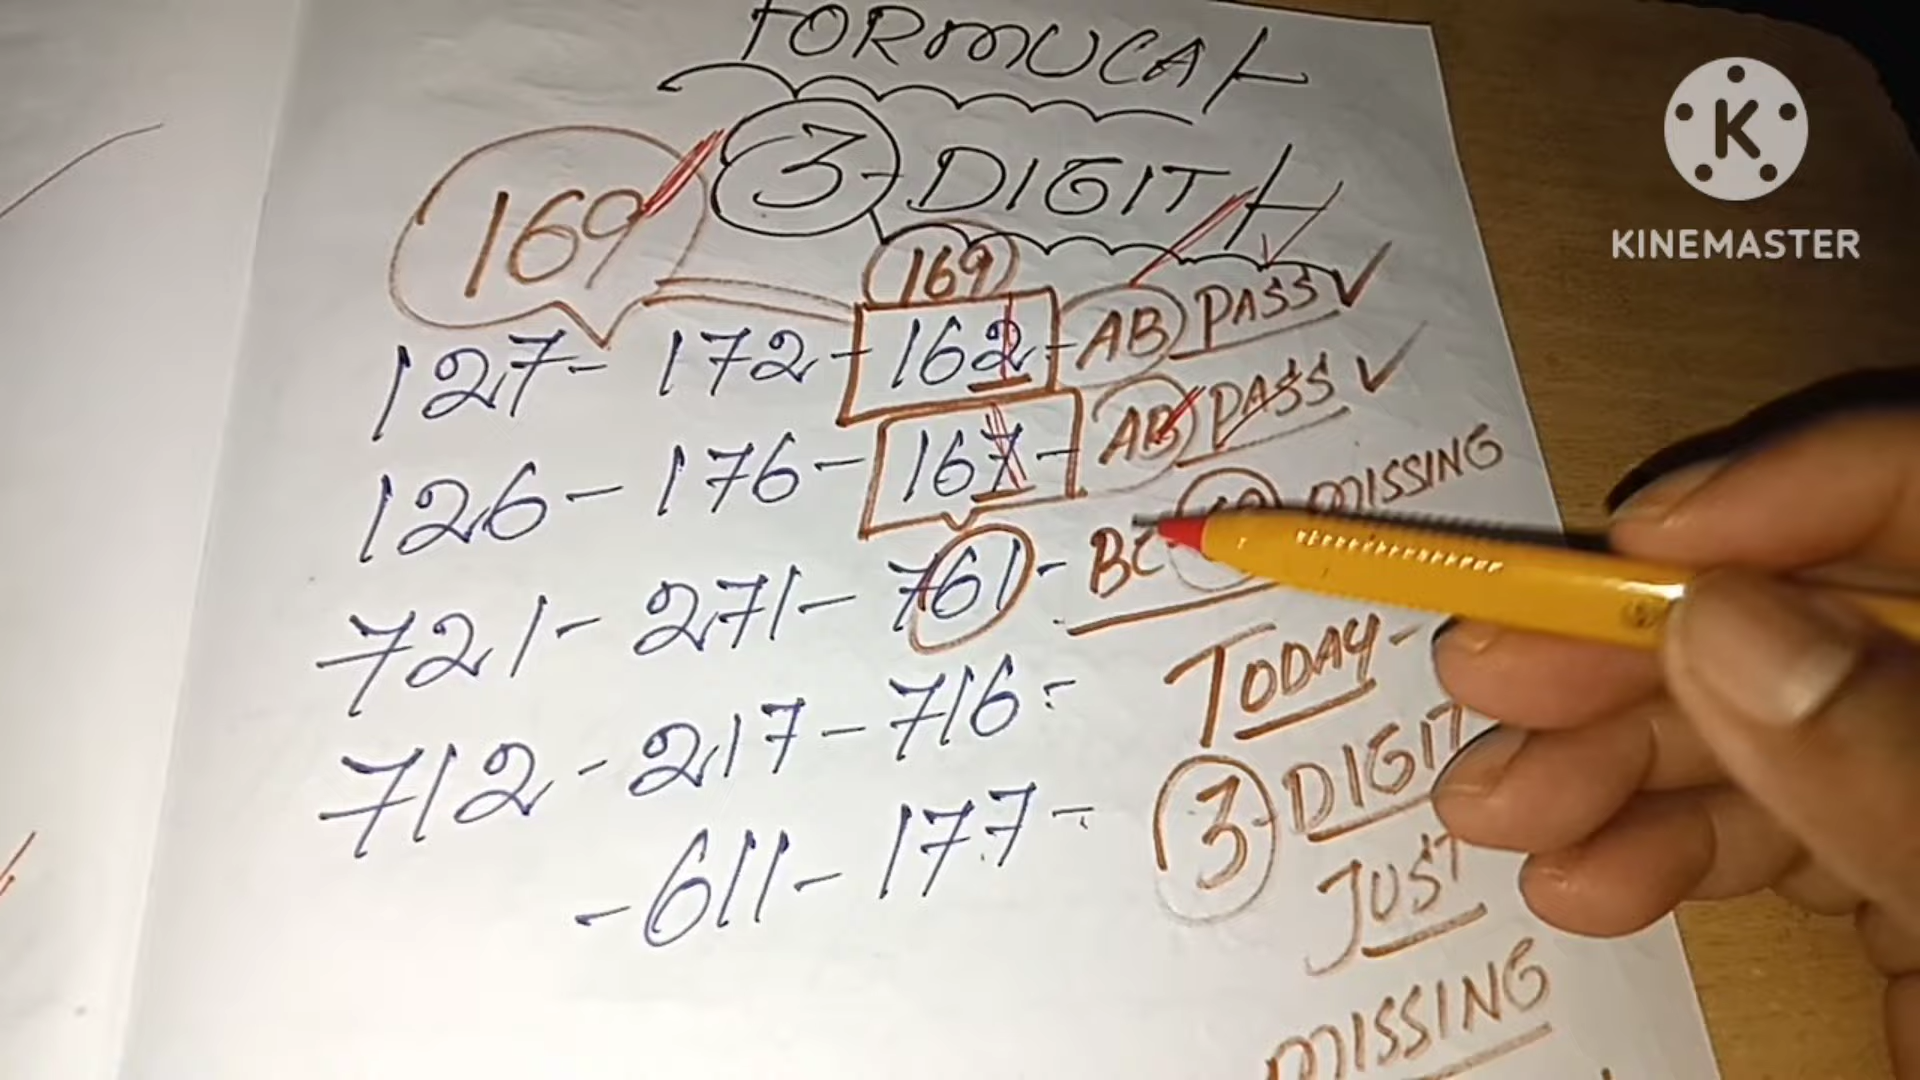 FORMULA
3-DIGIT
169
169
127- 172- 162- AB PASS
126- 176- 167- AB PASS
721- 271- 761- BC MISSING
TODAY-
712- 217- 716=
3-DIGIT
-611- 177-
JUST
MISSING
K
KINEMASTER